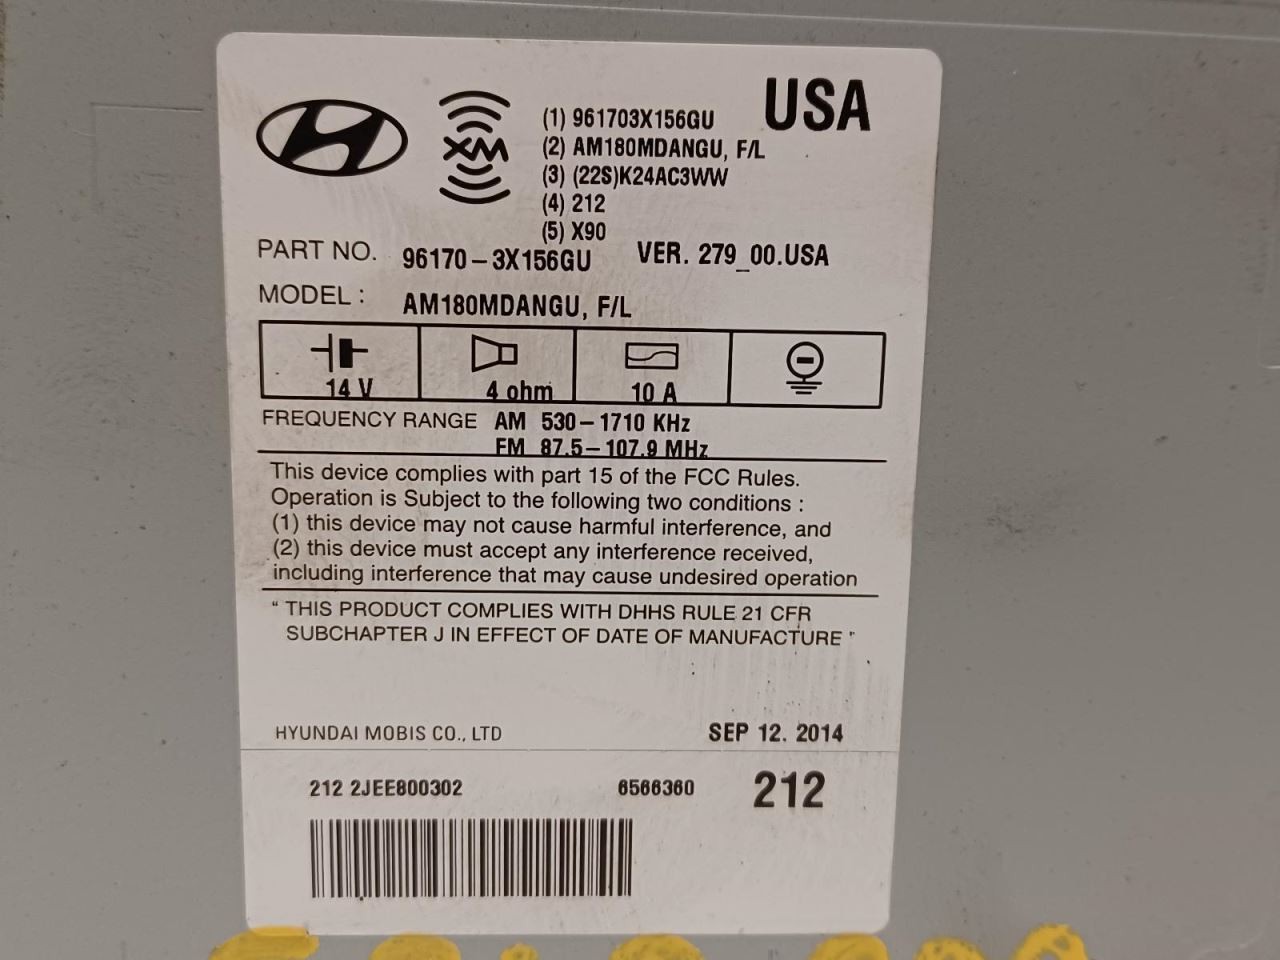 USA
XM
(1) 961703X156GU
(2) AM180MDANGU, F/L
(3) (22S)K24AC3WW
(4) 212
(5) X90
PART NO. 96170-3X156GU VER. 279_00.USA
MODEL : AM180MDANGU, F/L
14 V 4 ohm 10 A
FREQUENCY RANGE AM 530-1710 KHz
FM 87.5-107.9 MHz
This device complies with part 15 of the FCC Rules.
Operation is Subject to the following two conditions :
(1) this device may not cause harmful interference, and
(2) this device must accept any interference received,
including interference that may cause undesired operation
“ THIS PRODUCT COMPLIES WITH DHHS RULE 21 CFR
SUBCHAPTER J IN EFFECT OF DATE OF MANUFACTURE ”
HYUNDAI MOBIS CO., LTD SEP 12. 2014
212 2JEE800302 6566360 212